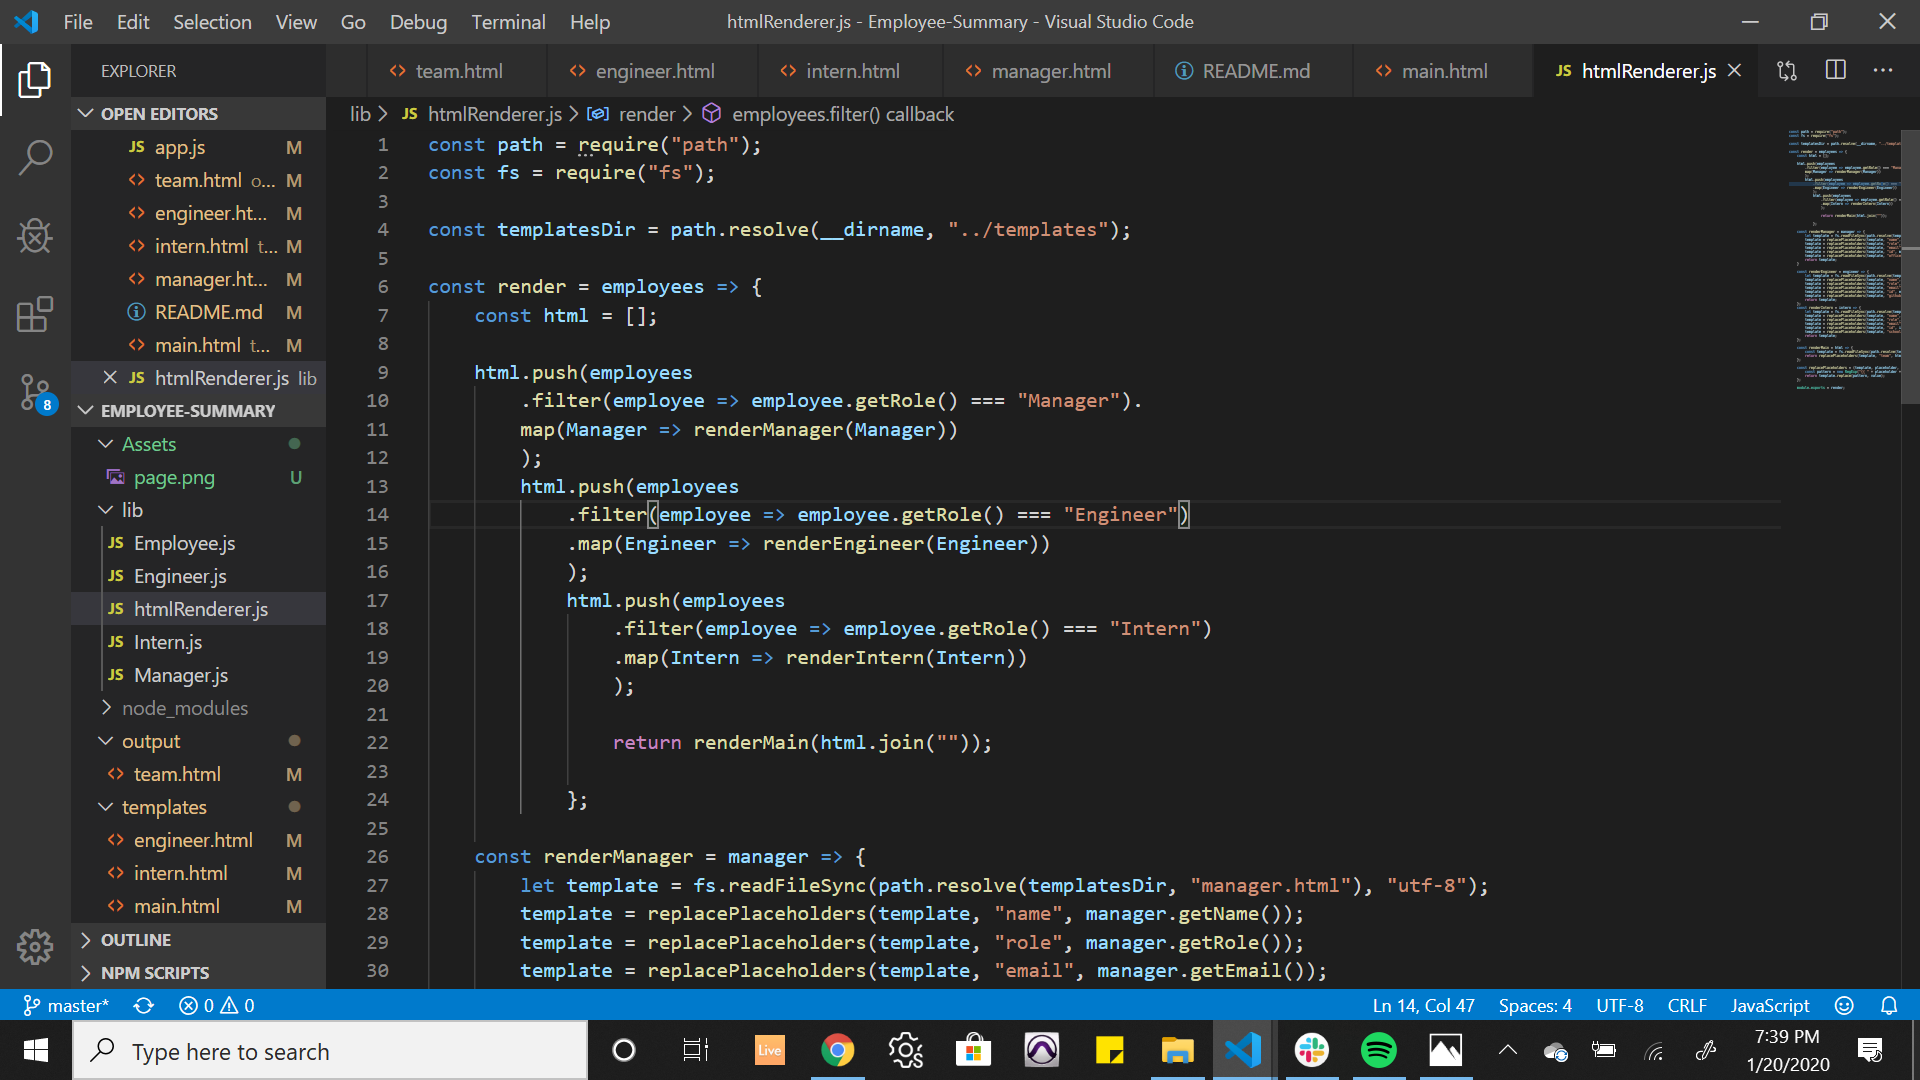 File Edit Selection View Go Debug Terminal Help
htmlRenderer.js - Employee-Summary - Visual Studio Code
EXPLORER
team.html engineer.html intern.html manager.html README.md main.html JS htmlRenderer.js
OPEN EDITORS
JS app.js M
team.html o... M
engineer.ht... M
intern.html t... M
manager.ht... M
README.md M
main.html t... M
JS htmlRenderer.js lib
EMPLOYEE-SUMMARY
Assets
page.png U
lib
JS Employee.js
JS Engineer.js
JS htmlRenderer.js
JS Intern.js
JS Manager.js
node_modules
output
team.html M
templates
engineer.html M
intern.html M
main.html M
OUTLINE
NPM SCRIPTS
8
lib > JS htmlRenderer.js > render > employees.filter() callback
1 const path = require("path");
2 const fs = require("fs");
3
4 const templatesDir = path.resolve(__dirname, "../templates");
5
6 const render = employees => {
7 const html = [];
8
9 html.push(employees
10 .filter(employee => employee.getRole() === "Manager").
11 map(Manager => renderManager(Manager))
12 );
13 html.push(employees
14 .filter(employee => employee.getRole() === "Engineer")
15 .map(Engineer => renderEngineer(Engineer))
16 );
17 html.push(employees
18 .filter(employee => employee.getRole() === "Intern")
19 .map(Intern => renderIntern(Intern))
20 );
21
22 return renderMain(html.join(""));
23
24 };
25
26 const renderManager = manager => {
27 let template = fs.readFileSync(path.resolve(templatesDir, "manager.html"), "utf-8");
28 template = replacePlaceholders(template, "name", manager.getName());
29 template = replacePlaceholders(template, "role", manager.getRole());
30 template = replacePlaceholders(template, "email", manager.getEmail());
master* 0 0 Ln 14, Col 47 Spaces: 4 UTF-8 CRLF JavaScript
Type here to search
Live
7:39 PM
1/20/2020